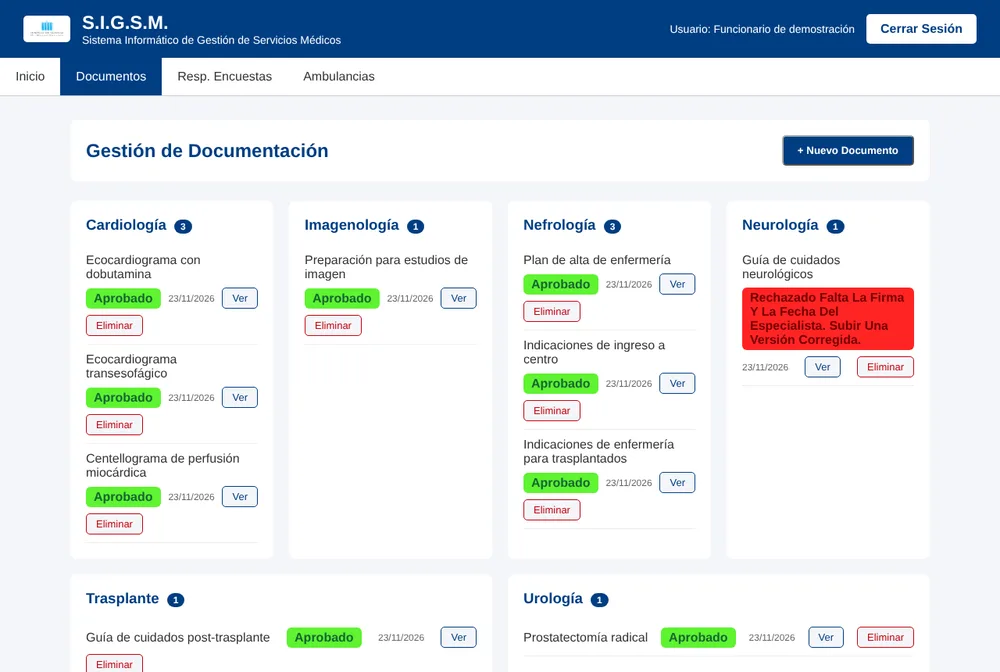 S.I.G.S.M.
Sistema Informático de Gestión de Servicios Médicos
Usuario: Funcionario de demostración
Cerrar Sesión
Inicio
Documentos
Resp. Encuestas
Ambulancias
Gestión de Documentación
+ Nuevo Documento
Cardiología 3
Ecocardiograma con
dobutamina
Aprobado 23/11/2026 Ver
Eliminar
Ecocardiograma
transesofágico
Aprobado 23/11/2026 Ver
Eliminar
Centellograma de perfusión
miocárdica
Aprobado 23/11/2026 Ver
Eliminar
Imagenología 1
Preparación para estudios de
imagen
Aprobado 23/11/2026 Ver
Eliminar
Nefrología 3
Plan de alta de enfermería
Aprobado 23/11/2026 Ver
Eliminar
Indicaciones de ingreso a
centro
Aprobado 23/11/2026 Ver
Eliminar
Indicaciones de enfermería
para trasplantados
Aprobado 23/11/2026 Ver
Eliminar
Neurología 1
Guía de cuidados
neurológicos
Rechazado Falta La Firma
Y La Fecha Del
Especialista. Subir Una
Versión Corregida.
23/11/2026 Ver Eliminar
Trasplante 1
Guía de cuidados post-trasplante Aprobado 23/11/2026 Ver
Eliminar
Urología 1
Prostatectomía radical Aprobado 23/11/2026 Ver Eliminar